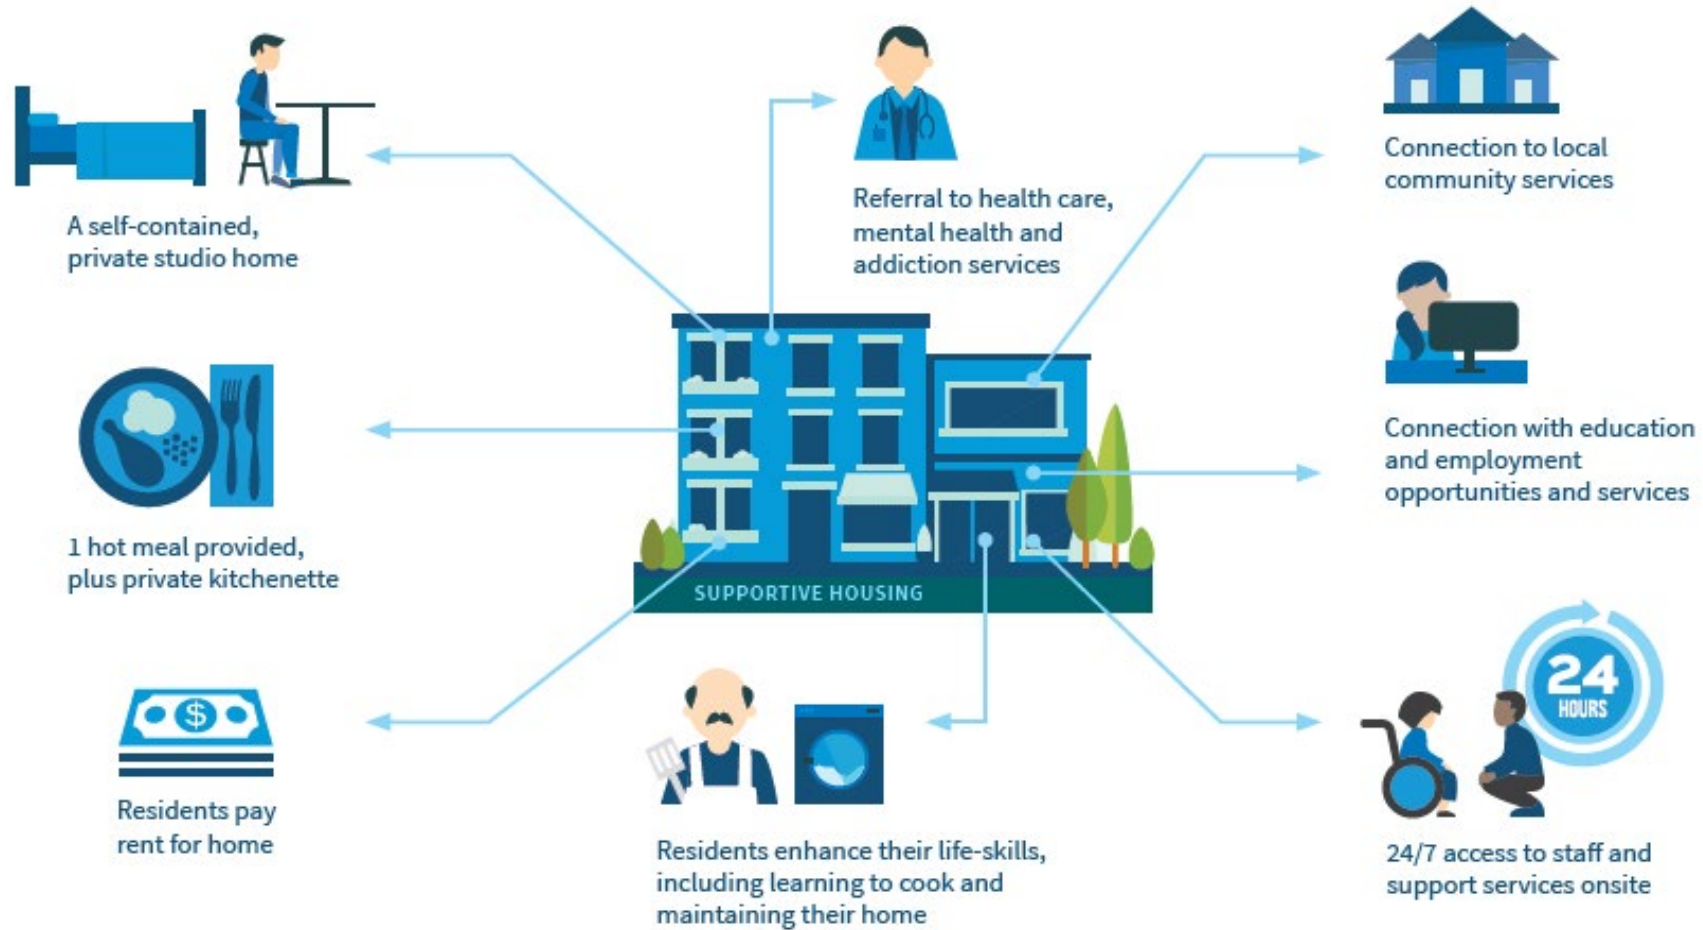 A self-contained,
private studio home
Referral to health care,
mental health and
addiction services
Connection to local
community services
1 hot meal provided,
plus private kitchenette
Connection with education
and employment
opportunities and services
SUPPORTIVE HOUSING
$
Residents pay
rent for home
Residents enhance their life-skills,
including learning to cook and
maintaining their home
24
HOURS
24/7 access to staff and
support services onsite